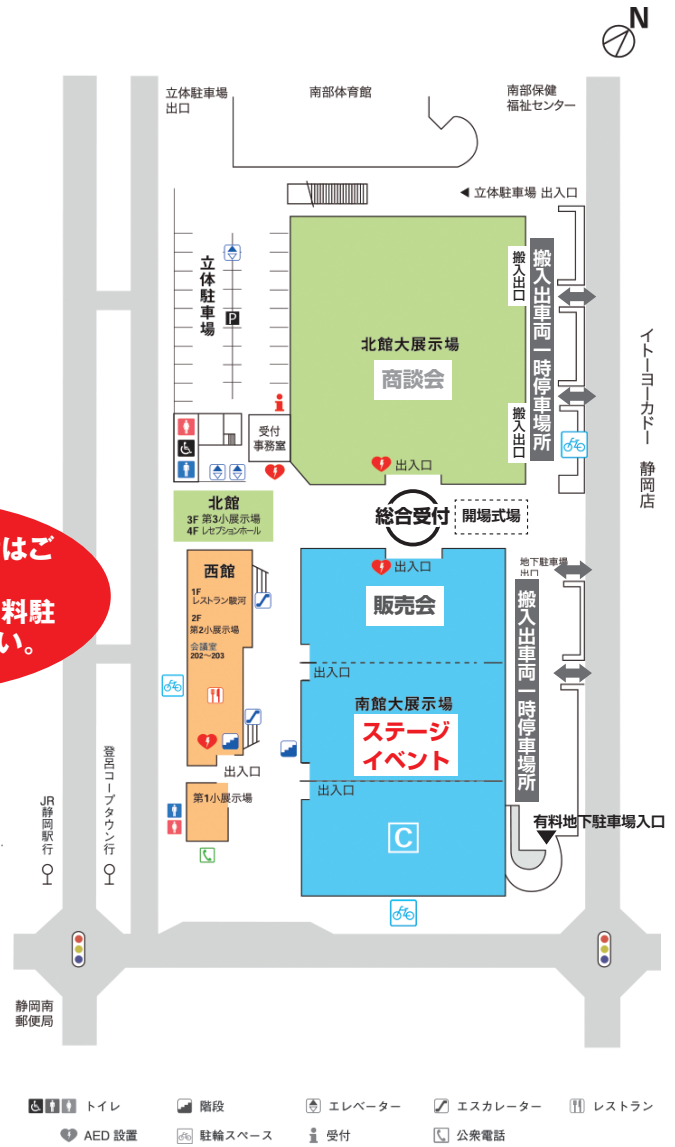 N
立体駐車場
出口
南部体育館
南部保健
福祉センター
◀ 立体駐車場 出入口
立体駐車場
P
搬入出口
搬入出車両一時停車場所
北館大展示場
商談会
イトーヨーカドー 静岡店
搬入出口
受付
事務室
出入口
北館
3F 第3小展示場
4F レセプションホール
総合受付
開場式場
はご
料駐
い。
西館
1F
レストラン駿河
2F
第2小展示場
会議室
202～203
出入口
販売会
地下駐車場
出口
搬入出車両一時停車場所
出入口
南館大展示場
ステージ
イベント
出入口
出入口
第1小展示場
C
有料地下駐車場入口
登呂コープタウン行
JR静岡駅行
静岡南
郵便局
トイレ
階段
エレベーター
エスカレーター
レストラン
AED 設置
駐輪スペース
受付
公衆電話